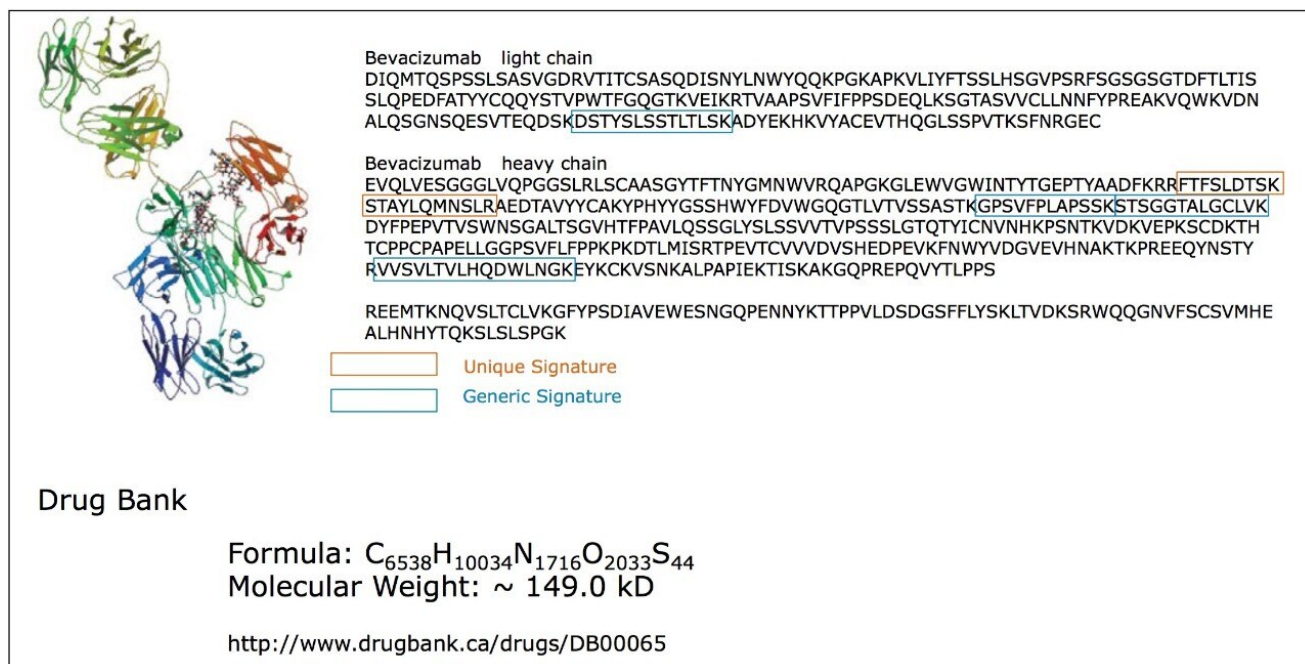 Bevacizumab light chain
DIQMTQSPSSLSASVGDRVTITCSASQDISNYLNWYQQKPGKAPKVLIYFTSSLHSGVPSRFSGSGSGTDFTLTIS
SLQPEDFATYYCQQYSTVPWTFGQGTKVEIKRTVAAPSVFIFPPSDEQLKSGTASVVCLLNNFYPREAKVQWKVDN
ALQSGNSQESVTEQDSKDSTYSLSSTLTLSKADYEKHKVYACEVTHQGLSSPVTKSFNRGEC
Bevacizumab heavy chain
EVQLVESGGGLVQPGGSLRLSCAASGYTFTNYGMNWVRQAPGKGLEWVGWINTYTGEPTYAADFKRRFTFSLDTSK
STAYLQMNSLRAEDTAVYYCAKYPHYYGSSHWYFDVWGQGTLVTVSSASTKGPSVFPLAPSSKSTSGGTALGCLVK
DYFPEPVTVSWNSGALTSGVHTFPAVLQSSGLYSLSSVVTVPSSSLGTQTYICNVNHKPSNTKVDKVEPKSCDKTH
TCPPCPAPELLGGPSVFLFPPKPKDTLMISRTPEVTCVVVDVSHEDPEVKFNWYVDGVEVHNAKTKPREEQYNSTY
RVVSVLTVLHQDWLNGKEYKCKVSNKALPAPIEKTISKAKGQPREPQVYTLPPS
REEMTKNQVSLTCLVKGFYPSDIAVEWESNGQPENNYKTTPPVLDSDGSFFLYSKLTVDKSRWQQGNVFSCSVMHE
ALHNHYTQKSLSLSPGK
Unique Signature
Generic Signature
Drug Bank
Formula: C6538H10034N1716O2033S44
Molecular Weight: ~ 149.0 kD
http://www.drugbank.ca/drugs/DB00065